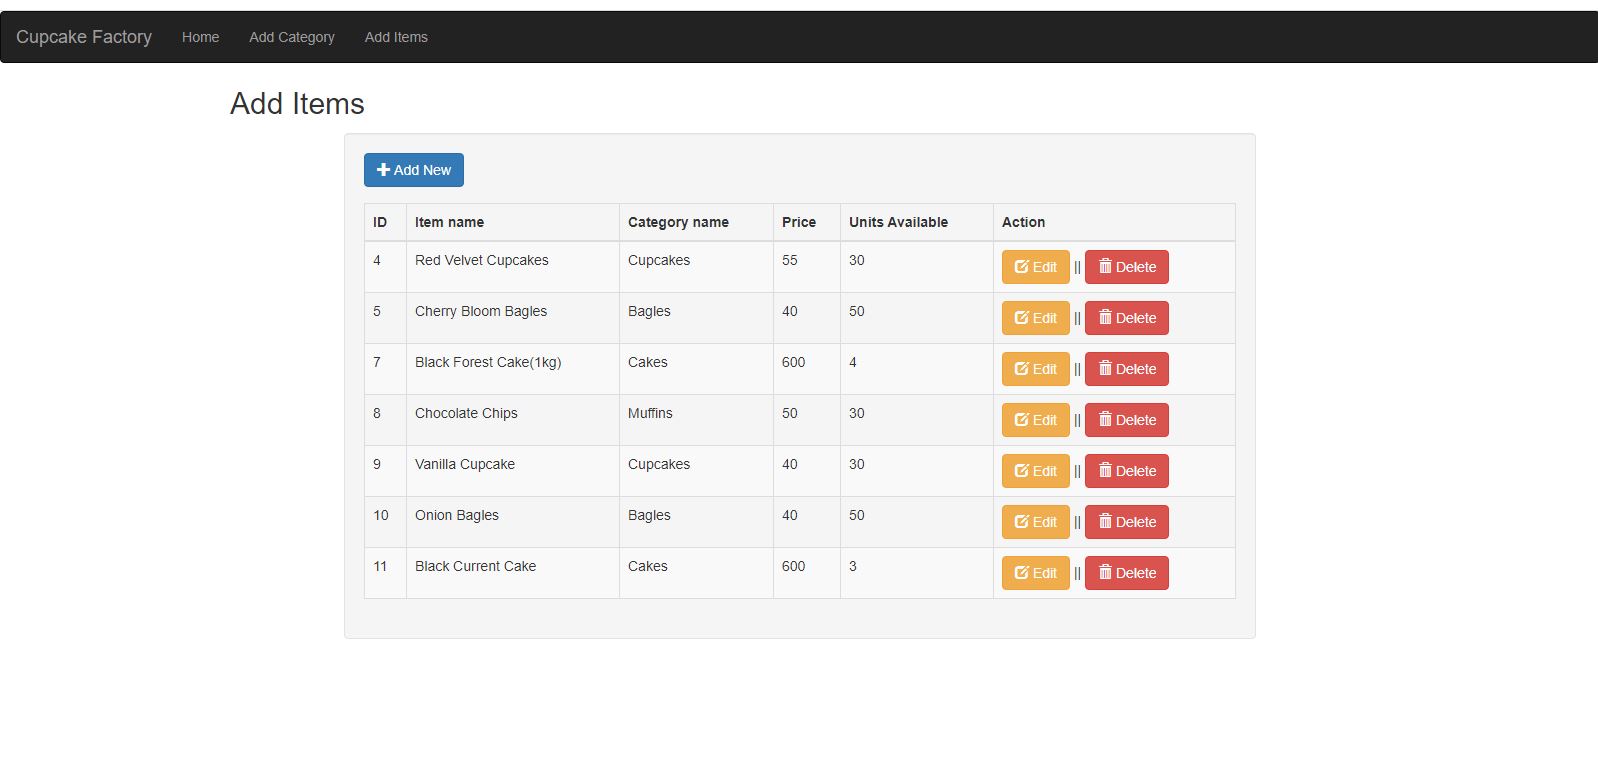 Cupcake Factory Home Add Category Add Items
Add Items
Add New
ID Item name Category name Price Units Available Action
4 Red Velvet Cupcakes Cupcakes 55 30 Edit || Delete
5 Cherry Bloom Bagles Bagles 40 50 Edit || Delete
7 Black Forest Cake(1kg) Cakes 600 4 Edit || Delete
8 Chocolate Chips Muffins 50 30 Edit || Delete
9 Vanilla Cupcake Cupcakes 40 30 Edit || Delete
10 Onion Bagles Bagles 40 50 Edit || Delete
11 Black Current Cake Cakes 600 3 Edit || Delete